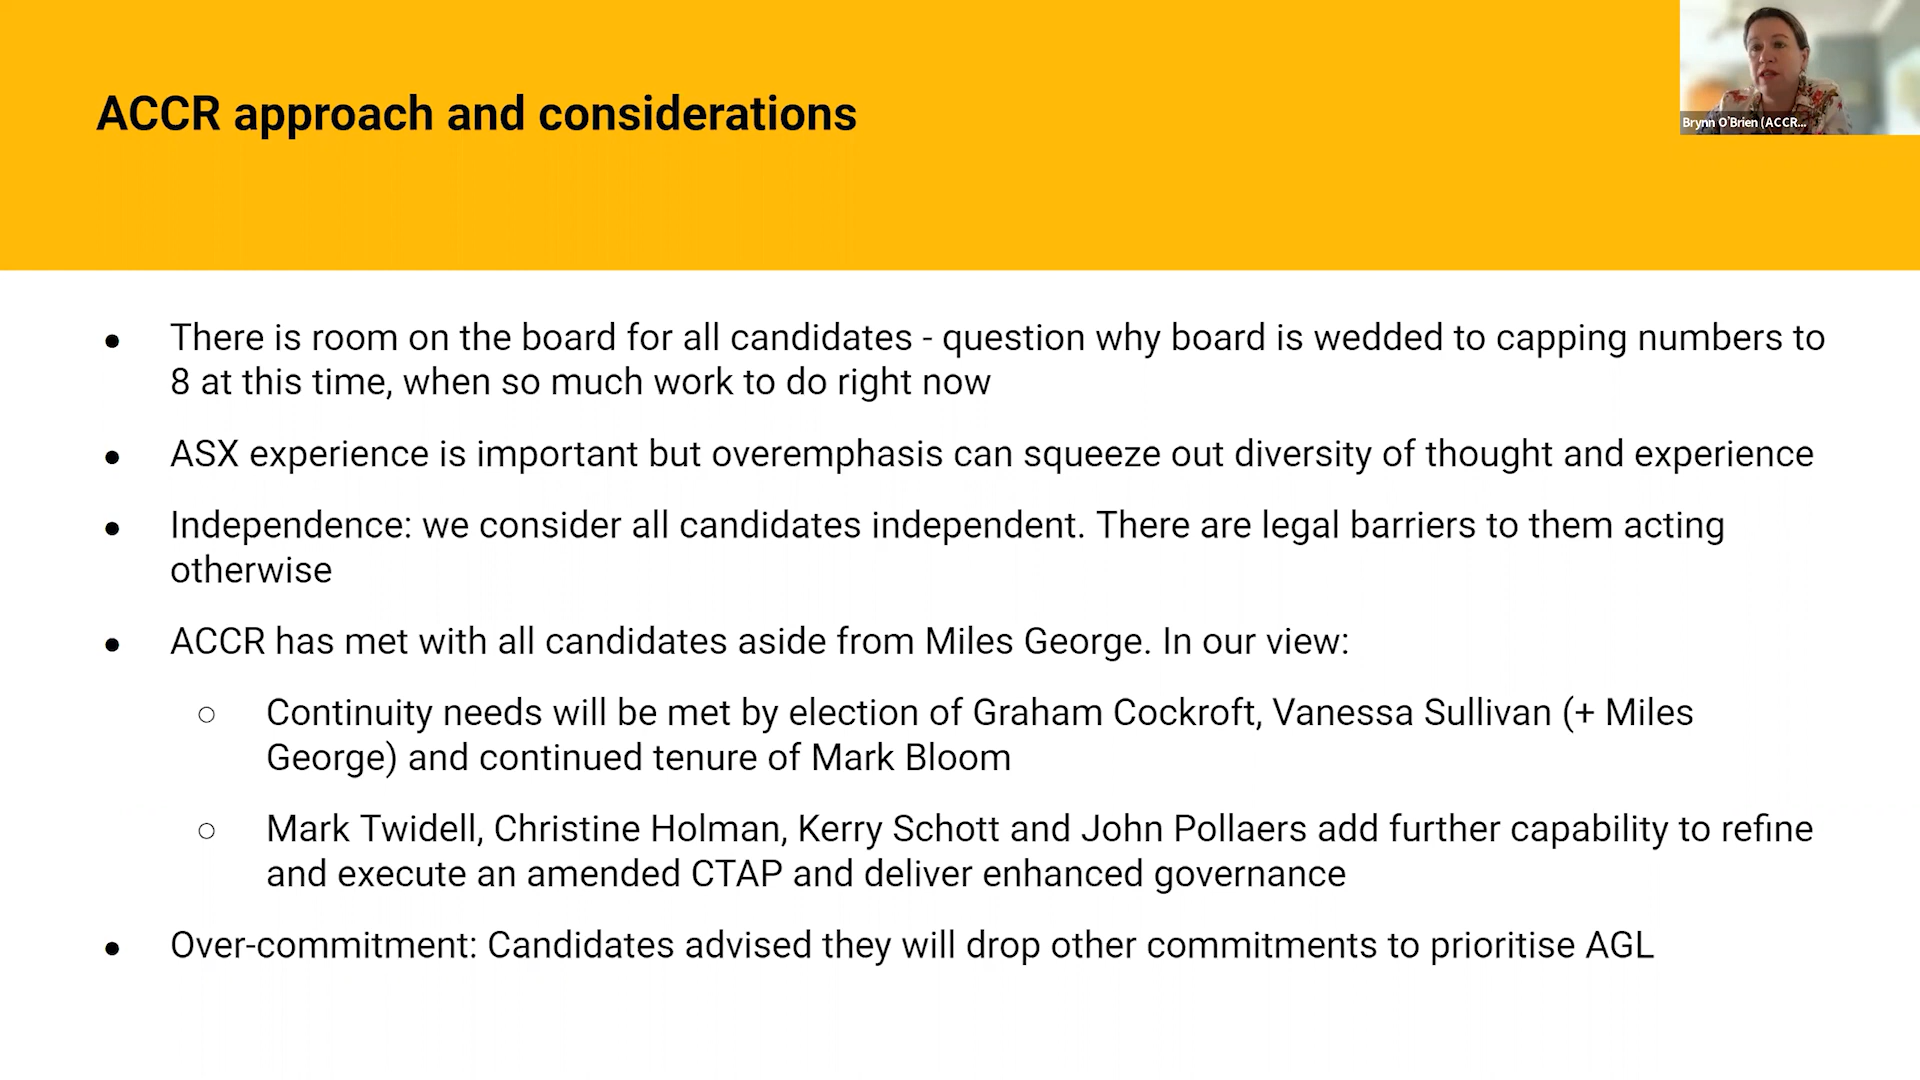 ACCR approach and considerations
Brynn O'Brien (ACCR...
● There is room on the board for all candidates - question why board is wedded to capping numbers to
8 at this time, when so much work to do right now
● ASX experience is important but overemphasis can squeeze out diversity of thought and experience
● Independence: we consider all candidates independent. There are legal barriers to them acting
otherwise
● ACCR has met with all candidates aside from Miles George. In our view:
○ Continuity needs will be met by election of Graham Cockroft, Vanessa Sullivan (+ Miles
George) and continued tenure of Mark Bloom
○ Mark Twidell, Christine Holman, Kerry Schott and John Pollaers add further capability to refine
and execute an amended CTAP and deliver enhanced governance
● Over-commitment: Candidates advised they will drop other commitments to prioritise AGL